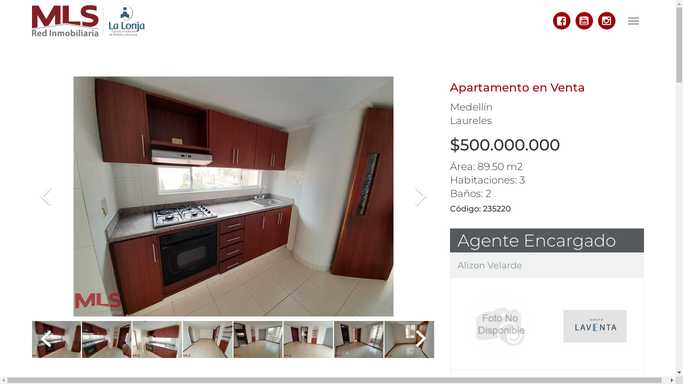 MLS
Red Inmobiliaria
La Lonja
Apartamento en Venta
Medellín
Laureles
$500.000.000
Área: 89.50 m2
Habitaciones: 3
Baños: 2
Código: 235220
Agente Encargado
Alizon Velarde
MLS
Foto No
Disponible
LAVENTA